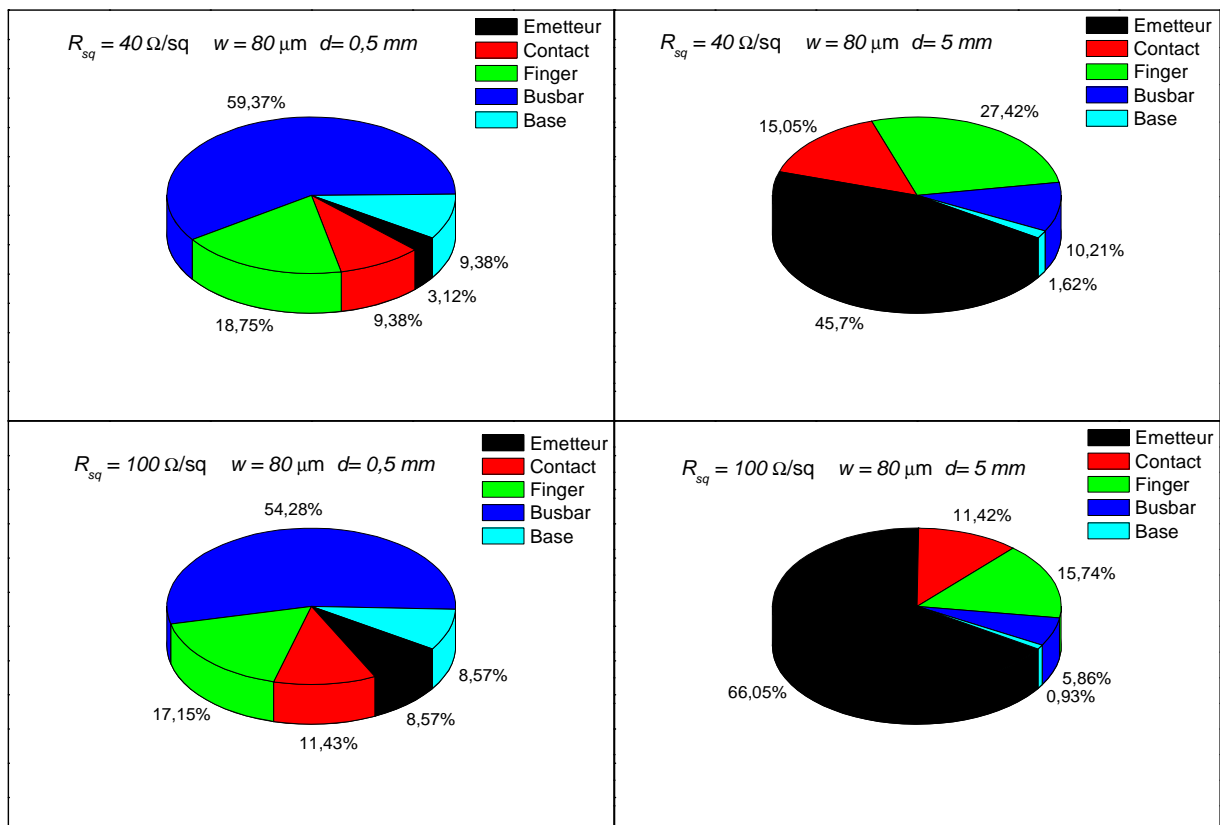 R_sq = 40 Ω/sq w = 80 μm d= 0,5 mm
Emetteur
Contact
Finger
Busbar
Base
59,37%
9,38%
3,12%
9,38%
18,75%
R_sq = 40 Ω/sq w = 80 μm d= 5 mm
Emetteur
Contact
Finger
Busbar
Base
15,05%
27,42%
10,21%
1,62%
45,7%
R_sq = 100 Ω/sq w = 80 μm d= 0,5 mm
Emetteur
Contact
Finger
Busbar
Base
54,28%
8,57%
8,57%
11,43%
17,15%
R_sq = 100 Ω/sq w = 80 μm d= 5 mm
Emetteur
Contact
Finger
Busbar
Base
11,42%
15,74%
5,86%
0,93%
66,05%